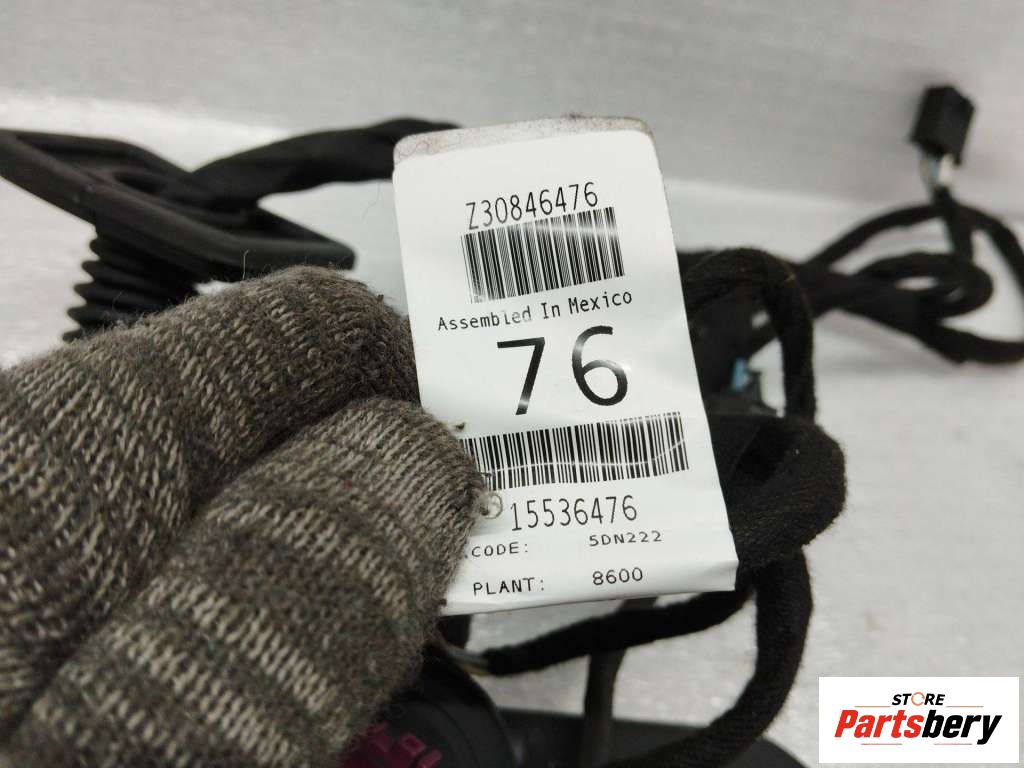 Z30846476
Assembled In Mexico
76
15536476
CODE: 5DN222
PLANT: 8600
STORE
Partsbery